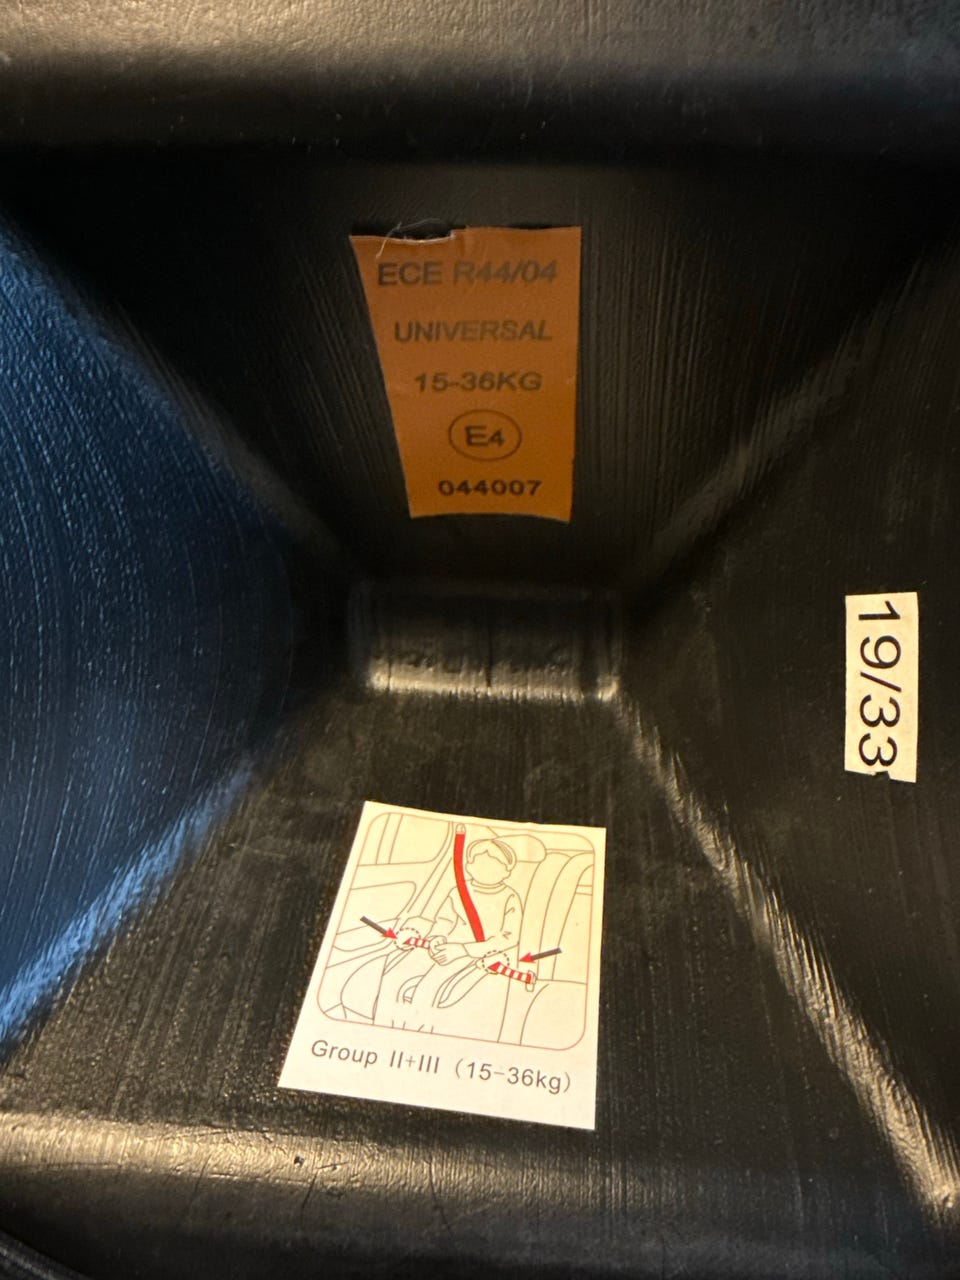 ECE R44/04
UNIVERSAL
15-36KG
E4
044007
19/33
Group II+III (15-36kg)